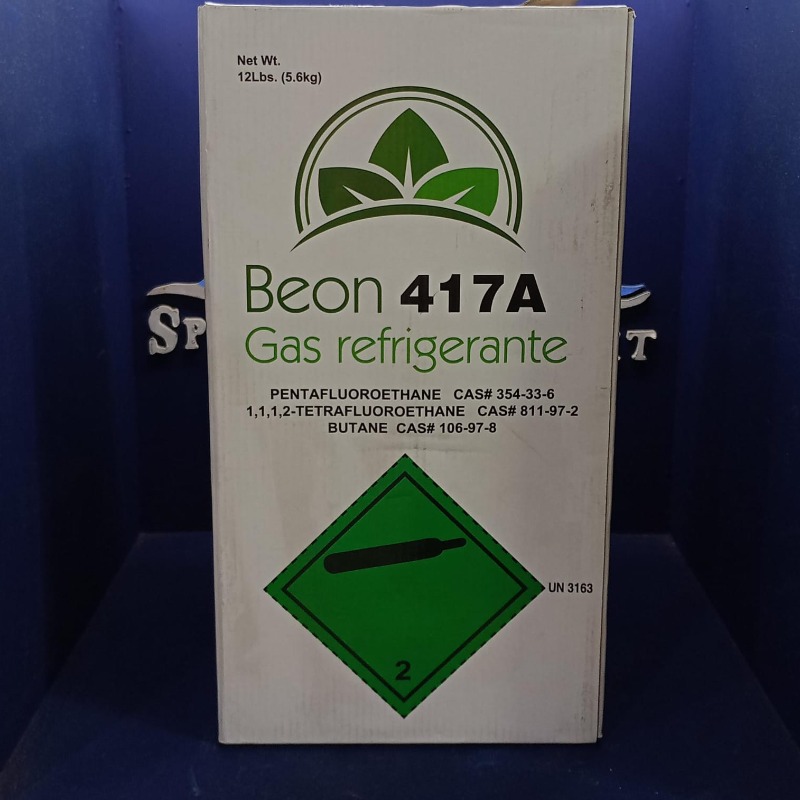 Net Wt.
12Lbs. (5.6kg)
Beon 417A
Gas refrigerante
PENTAFLUOROETHANE CAS# 354-33-6
1,1,1,2-TETRAFLUOROETHANE CAS# 811-97-2
BUTANE CAS# 106-97-8
UN 3163
2